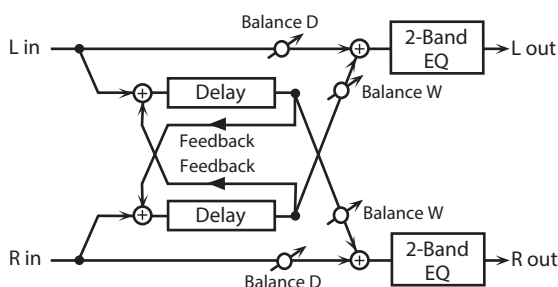 Balance D
L in
2-Band
EQ
L out
Delay
Balance W
Feedback
Feedback
Delay
Balance W
R in
2-Band
EQ
R out
Balance D